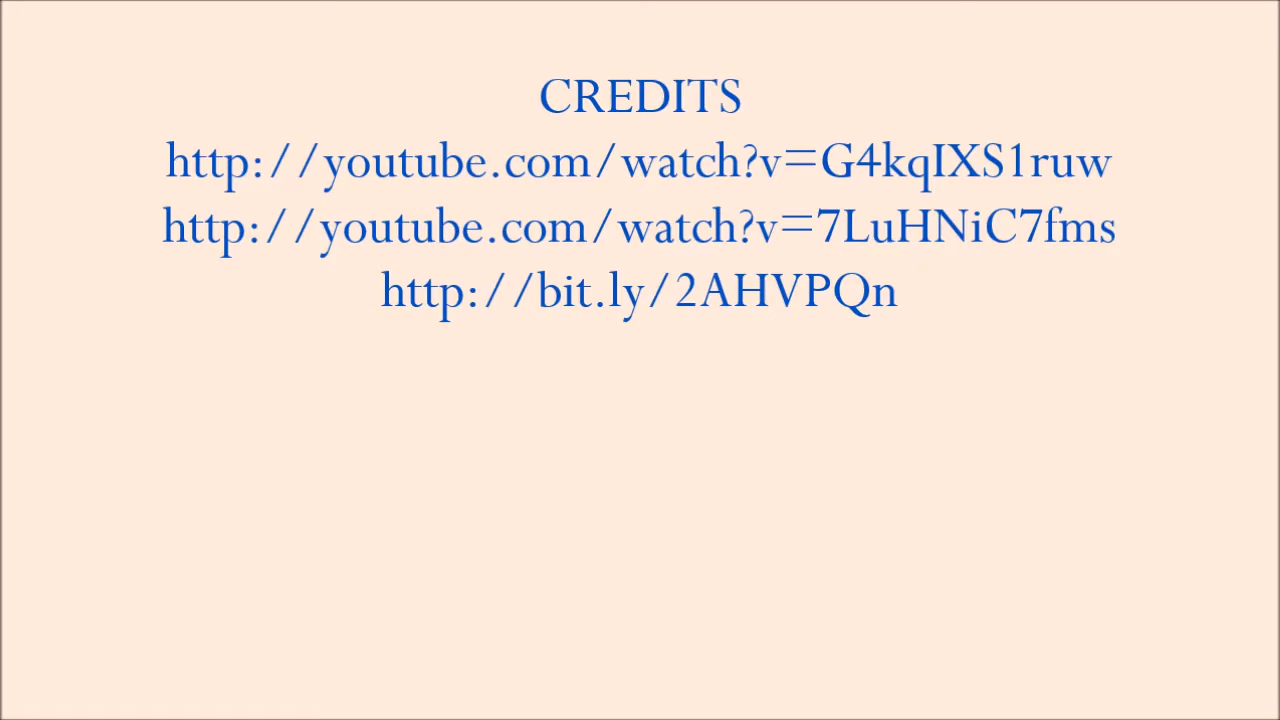 CREDITS
http://youtube.com/watch?v=G4kqIXS1ruw
http://youtube.com/watch?v=7LuHNiC7fms
http://bit.ly/2AHVPQn